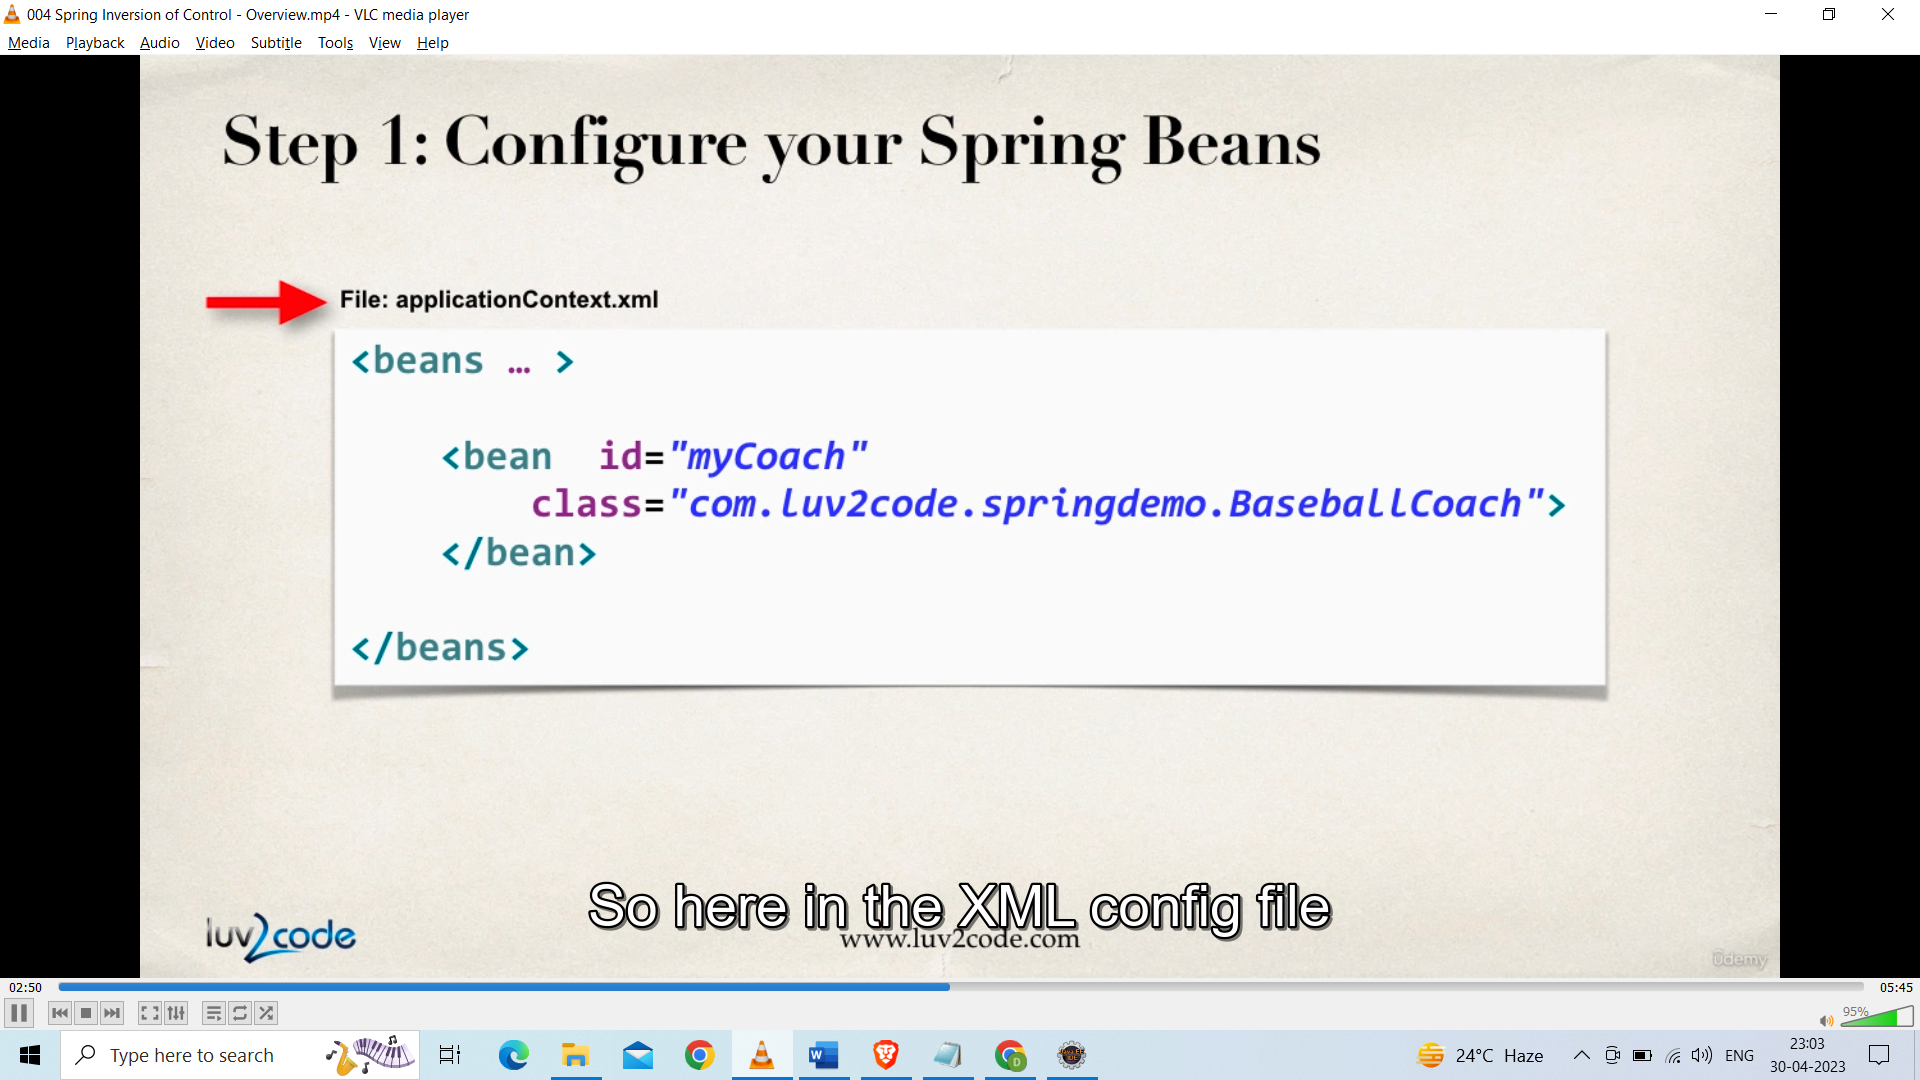 004 Spring Inversion of Control - Overview.mp4 - VLC media player
Media Playback Audio Video Subtitle Tools View Help
Step 1: Configure your Spring Beans
File: applicationContext.xml
<beans … >
<bean id="myCoach"
class="com.luv2code.springdemo.BaseballCoach">
</bean>
</beans>
So here in the XML config file
luv2code
www.luv2code.com
Udemy
02:50
05:45
95%
Type here to search
24°C Haze
ENG
23:03
30-04-2023